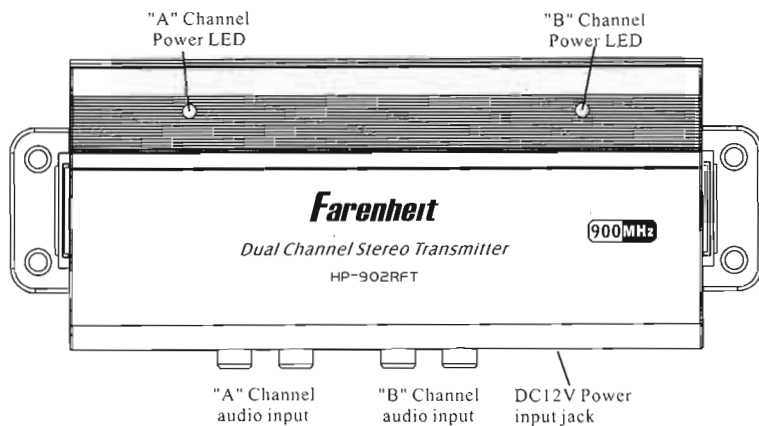 "A" Channel
Power LED
"B" Channel
Power LED
Farenheit
900MHz
Dual Channel Stereo Transmitter
HP-902RFT
"A" Channel
audio input
"B" Channel
audio input
DC12V Power
input jack